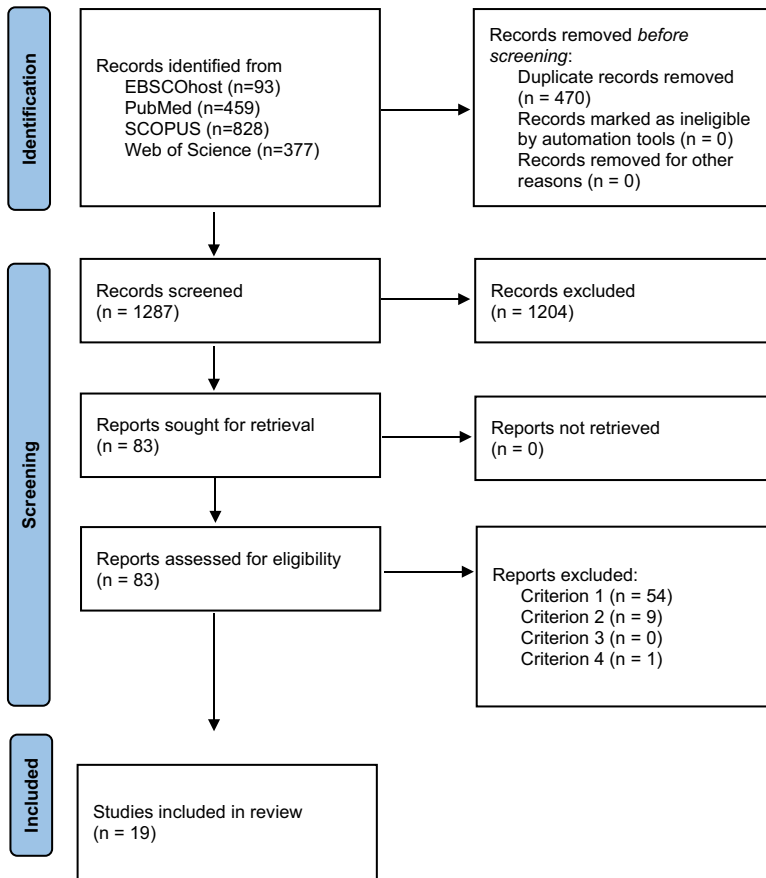 Identification
Records identified from
EBSCOhost (n=93)
PubMed (n=459)
SCOPUS (n=828)
Web of Science (n=377)
Records removed before
screening:
Duplicate records removed
(n = 470)
Records marked as ineligible
by automation tools (n = 0)
Records removed for other
reasons (n = 0)
Screening
Records screened
(n = 1287)
Records excluded
(n = 1204)
Reports sought for retrieval
(n = 83)
Reports not retrieved
(n = 0)
Reports assessed for eligibility
(n = 83)
Reports excluded:
Criterion 1 (n = 54)
Criterion 2 (n = 9)
Criterion 3 (n = 0)
Criterion 4 (n = 1)
Included
Studies included in review
(n = 19)